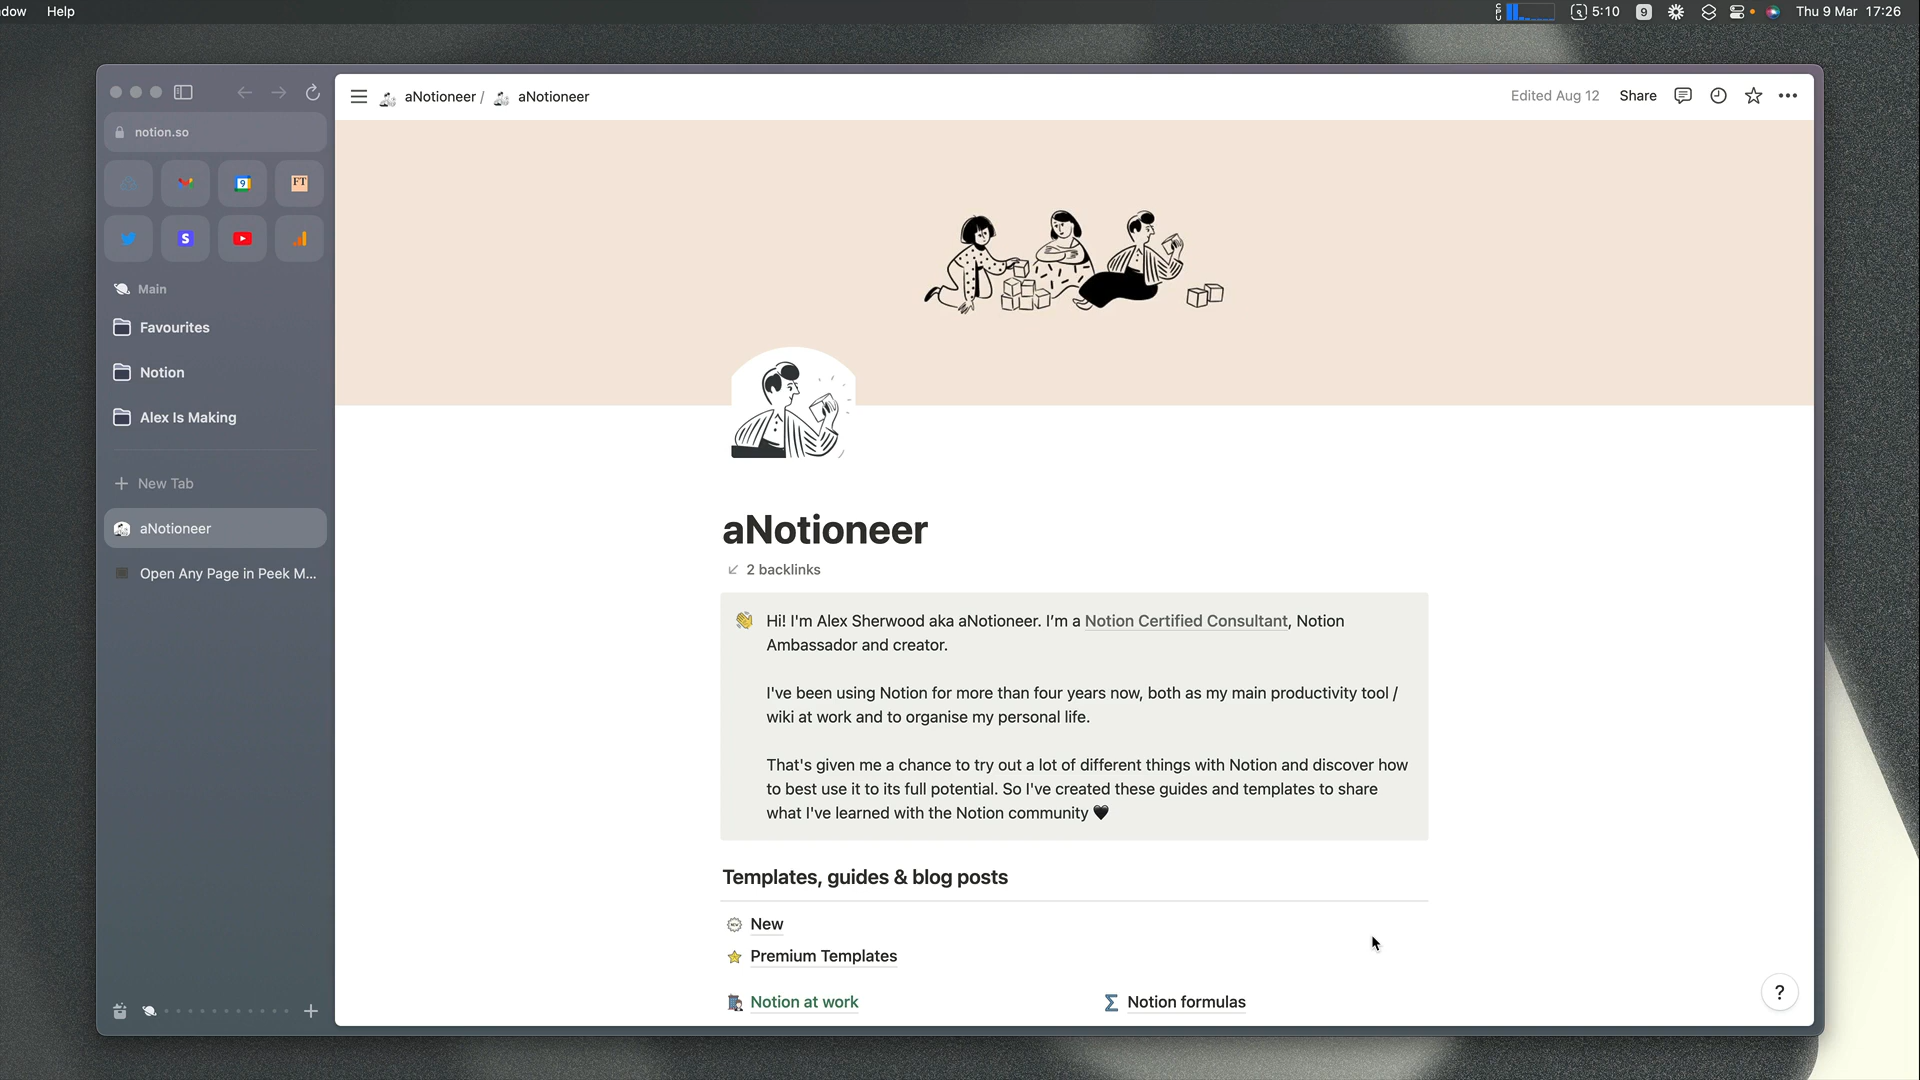 dow Help 5:10 9 Thu 9 Mar 17:26
aNotioneer / aNotioneer Edited Aug 12 Share
notion.so
9 FT
S
Main
Favourites
Notion
Alex Is Making
New Tab
aNotioneer
Open Any Page in Peek M...
aNotioneer
2 backlinks
Hi! I'm Alex Sherwood aka aNotioneer. I'm a Notion Certified Consultant, Notion
Ambassador and creator.
I've been using Notion for more than four years now, both as my main productivity tool /
wiki at work and to organise my personal life.
That's given me a chance to try out a lot of different things with Notion and discover how
to best use it to its full potential. So I've created these guides and templates to share
what I've learned with the Notion community 🖤
Templates, guides & blog posts
New
Premium Templates
Notion at work Σ Notion formulas
?